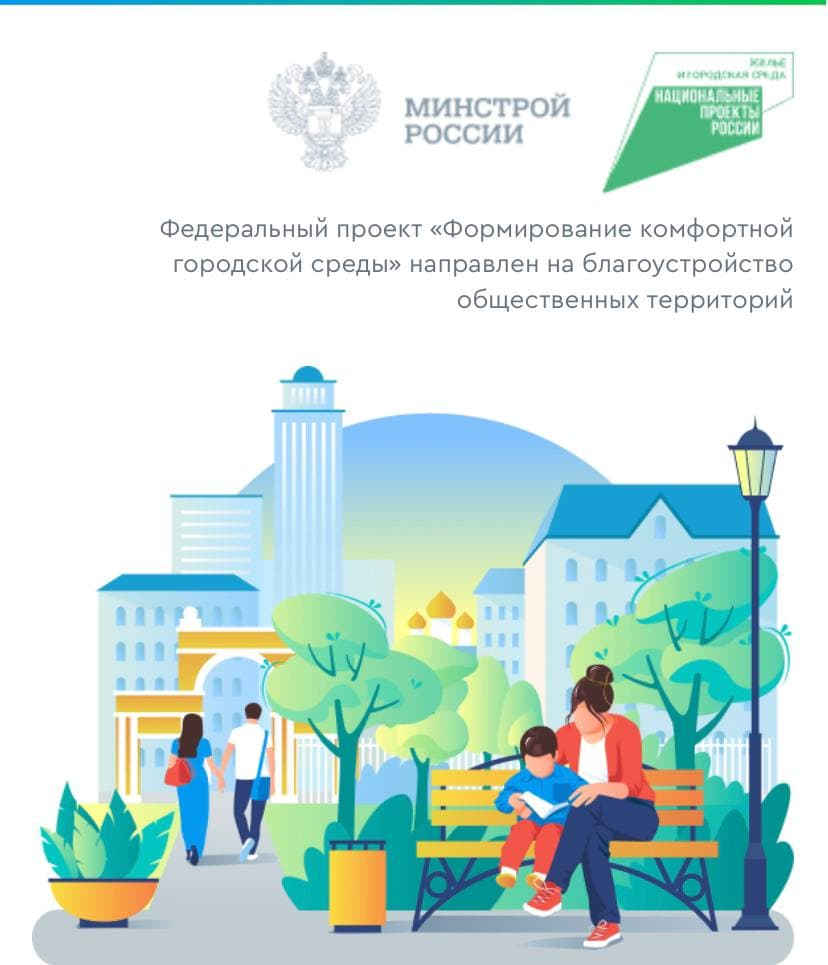 МИНСТРОЙ
РОССИИ
ЖИЛЬЕ
И ГОРОДСКАЯ СРЕДА
НАЦИОНАЛЬНЫЕ
ПРОЕКТЫ
РОССИИ
Федеральный проект «Формирование комфортной
городской среды» направлен на благоустройство
общественных территорий